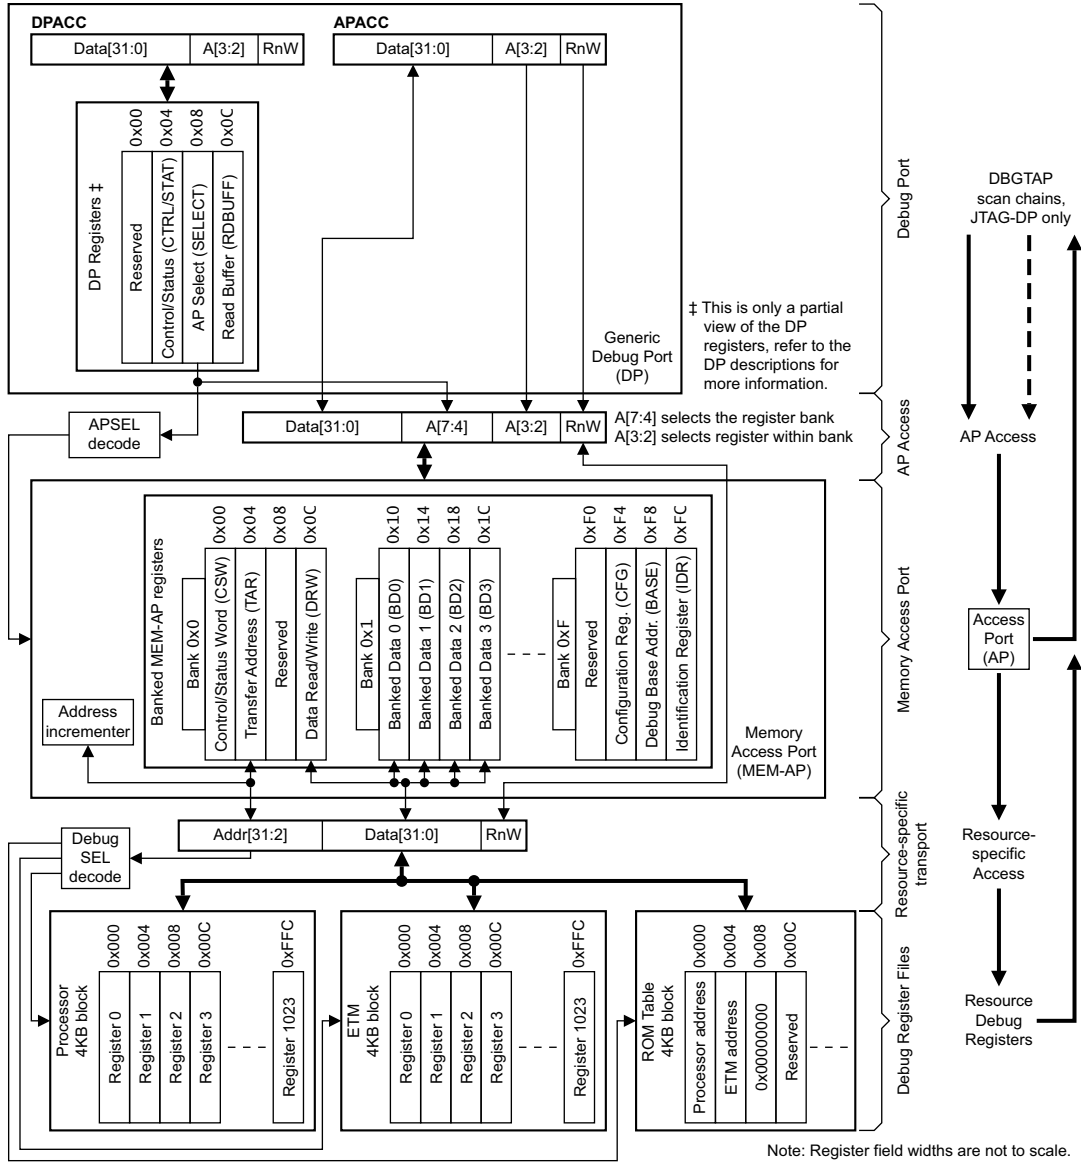 DPACC
Data[31:0] A[3:2] RnW
APACC
Data[31:0] A[3:2] RnW
DP Registers ‡
0x00
0x04
0x08
0x0C
Reserved
Control/Status (CTRL/STAT)
AP Select (SELECT)
Read Buffer (RDBUFF)
Generic
Debug Port
(DP)
‡ This is only a partial
view of the DP
registers, refer to the
DP descriptions for
more information.
Debug Port
DBGTAP
scan chains,
JTAG-DP only
APSEL
decode
Data[31:0] A[7:4] A[3:2] RnW
A[7:4] selects the register bank
A[3:2] selects register within bank
AP Access
AP Access
Banked MEM-AP registers
Bank 0x0
0x00
0x04
0x08
0x0C
Control/Status Word (CSW)
Transfer Address (TAR)
Reserved
Data Read/Write (DRW)
Bank 0x1
0x10
0x14
0x18
0x1C
Banked Data 0 (BD0)
Banked Data 1 (BD1)
Banked Data 2 (BD2)
Banked Data 3 (BD3)
Bank 0xF
0xF0
0xF4
0xF8
0xFC
Reserved
Configuration Reg. (CFG)
Debug Base Addr. (BASE)
Identification Register (IDR)
Address
incrementer
Memory
Access Port
(MEM-AP)
Memory Access Port
Access
Port
(AP)
Debug
SEL
decode
Addr[31:2] Data[31:0] RnW
Resource-specific
transport
Resource-
specific
Access
Processor
4KB block
0x000
0x004
0x008
0x00C
0xFFC
Register 0
Register 1
Register 2
Register 3
Register 1023
ETM
4KB block
0x000
0x004
0x008
0x00C
0xFFC
Register 0
Register 1
Register 2
Register 3
Register 1023
ROM Table
4KB block
0x000
0x004
0x008
0x00C
Processor address
ETM address
0x00000000
Reserved
Debug Register Files
Resource
Debug
Registers
Note: Register field widths are not to scale.